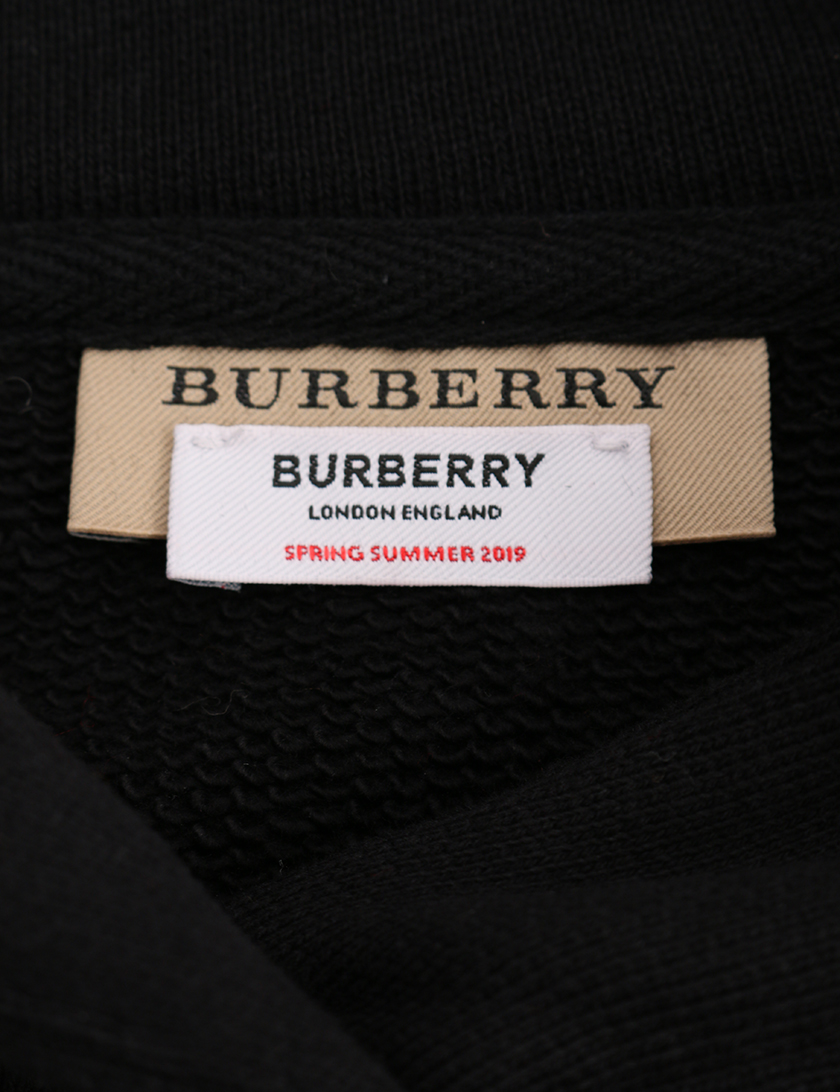 BURBERRY
BURBERRY
LONDON ENGLAND
SPRING SUMMER 2019